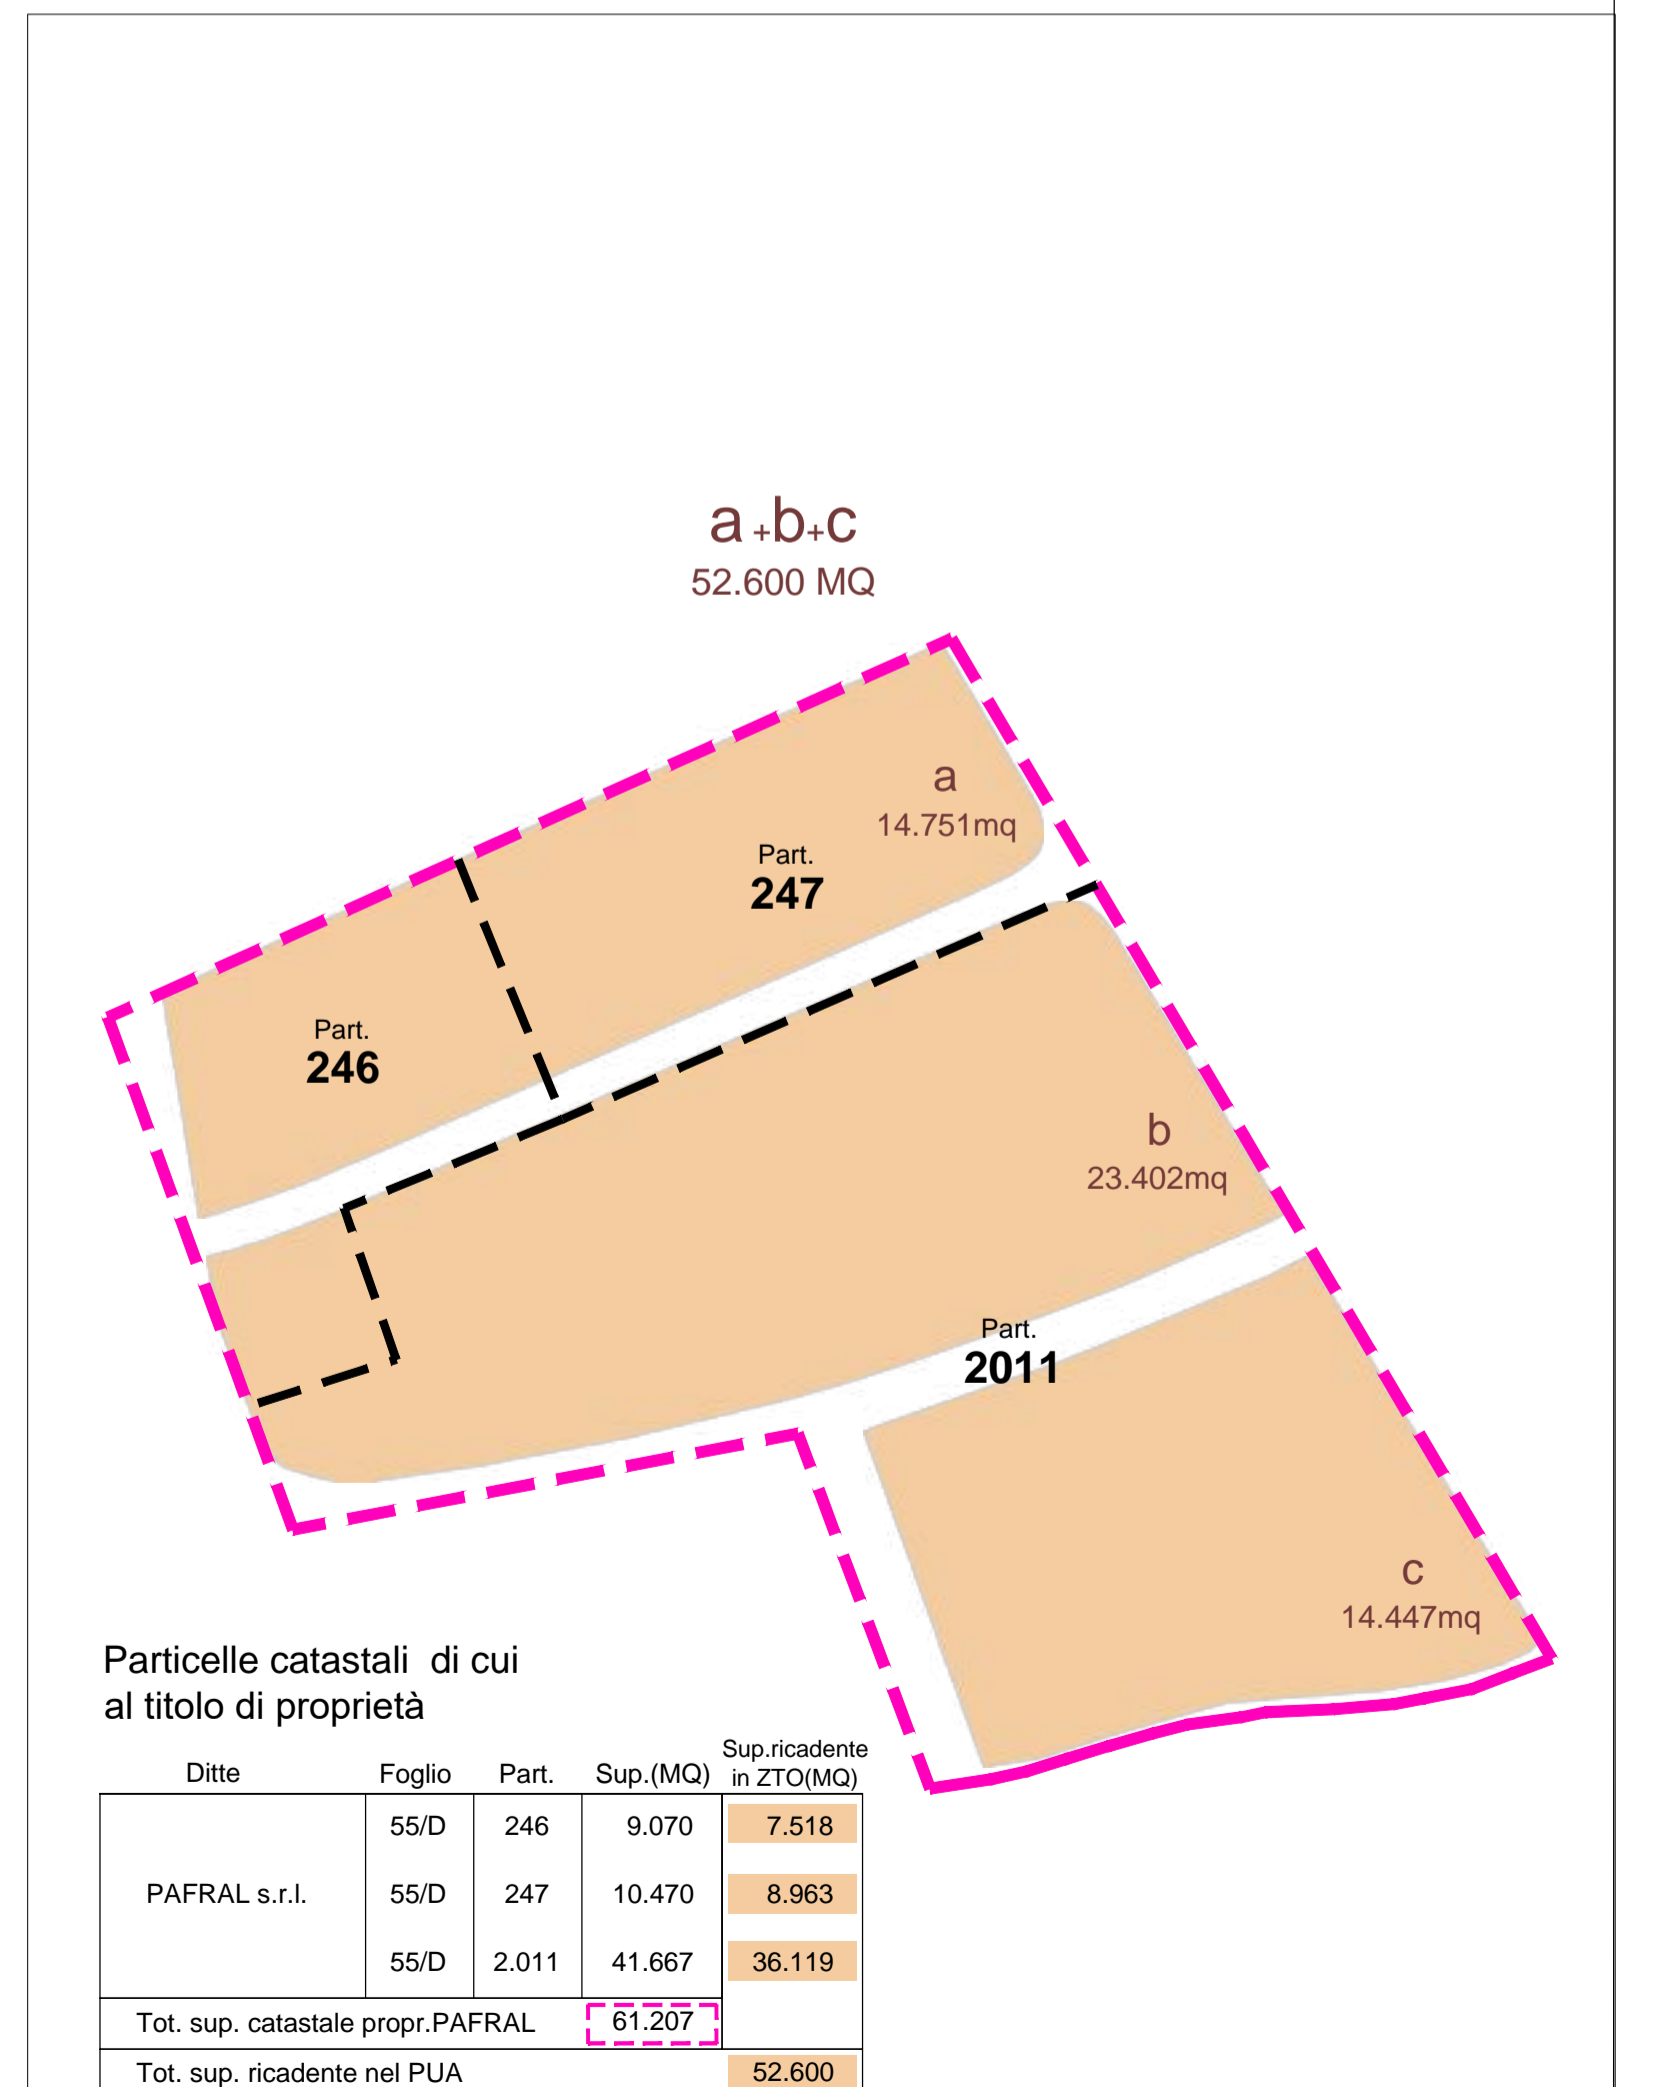 a +b+c
52.600 MQ
a
14.751mq
Part.
247
Part.
246
b
23.402mq
Part.
2011
c
14.447mq
Particelle catastali di cui
al titolo di proprietà
Ditte Foglio Part. Sup.(MQ) Sup.ricadente
in ZTO(MQ)
55/D 246 9.070 7.518
PAFRAL s.r.l. 55/D 247 10.470 8.963
55/D 2.011 41.667 36.119
Tot. sup. catastale propr.PAFRAL 61.207
Tot. sup. ricadente nel PUA 52.600